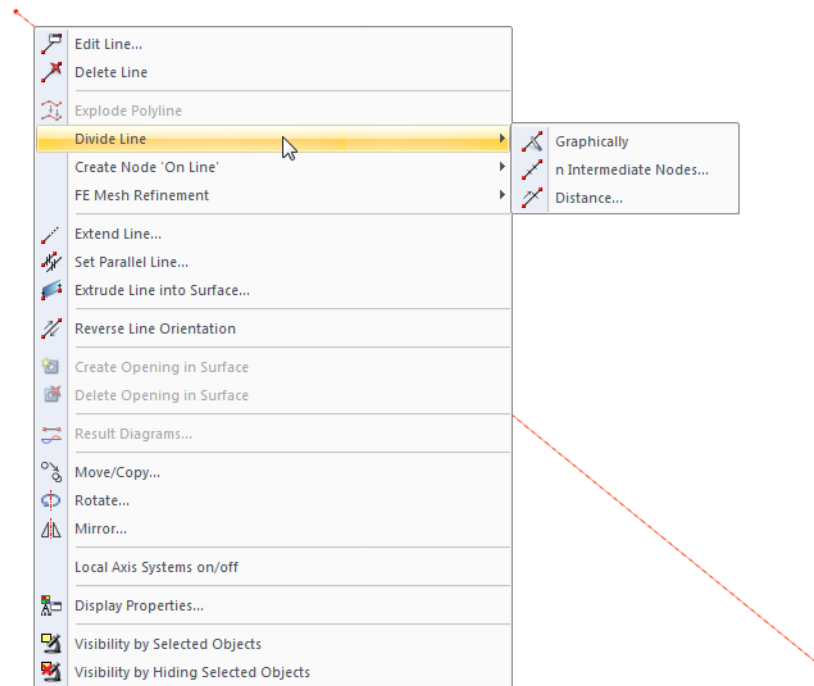 Edit Line...
Delete Line
Explode Polyline
Divide Line
Graphically
n Intermediate Nodes...
Distance...
Create Node 'On Line'
FE Mesh Refinement
Extend Line...
Set Parallel Line...
Extrude Line into Surface...
Reverse Line Orientation
Create Opening in Surface
Delete Opening in Surface
Result Diagrams...
Move/Copy...
Rotate...
Mirror...
Local Axis Systems on/off
Display Properties...
Visibility by Selected Objects
Visibility by Hiding Selected Objects